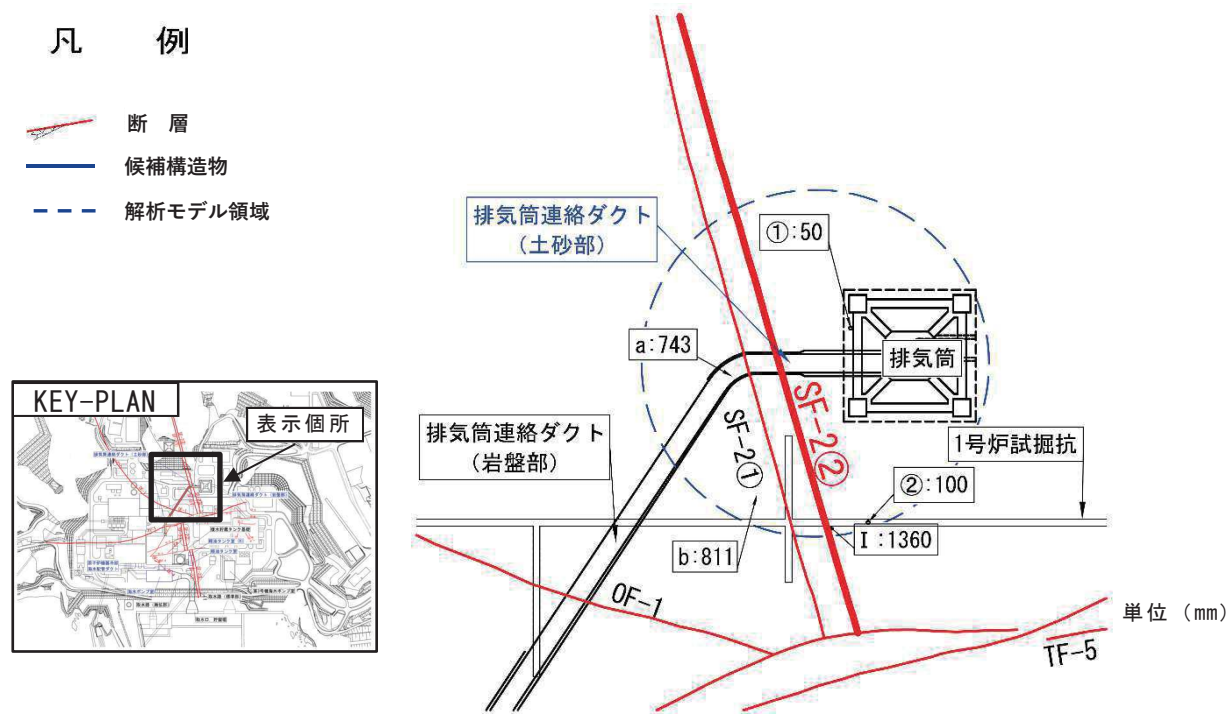 凡 例
断 層
候補構造物
解析モデル領域
排気筒連絡ダクト
(土砂部)
①:50
a:743
排気筒
KEY-PLAN
表示個所
排気筒連絡ダクト
(岩盤部)
SF-2①
SF-2②
1号炉試掘抗
②:100
b:811
I:1360
OF-1
TF-5
単位 (mm)